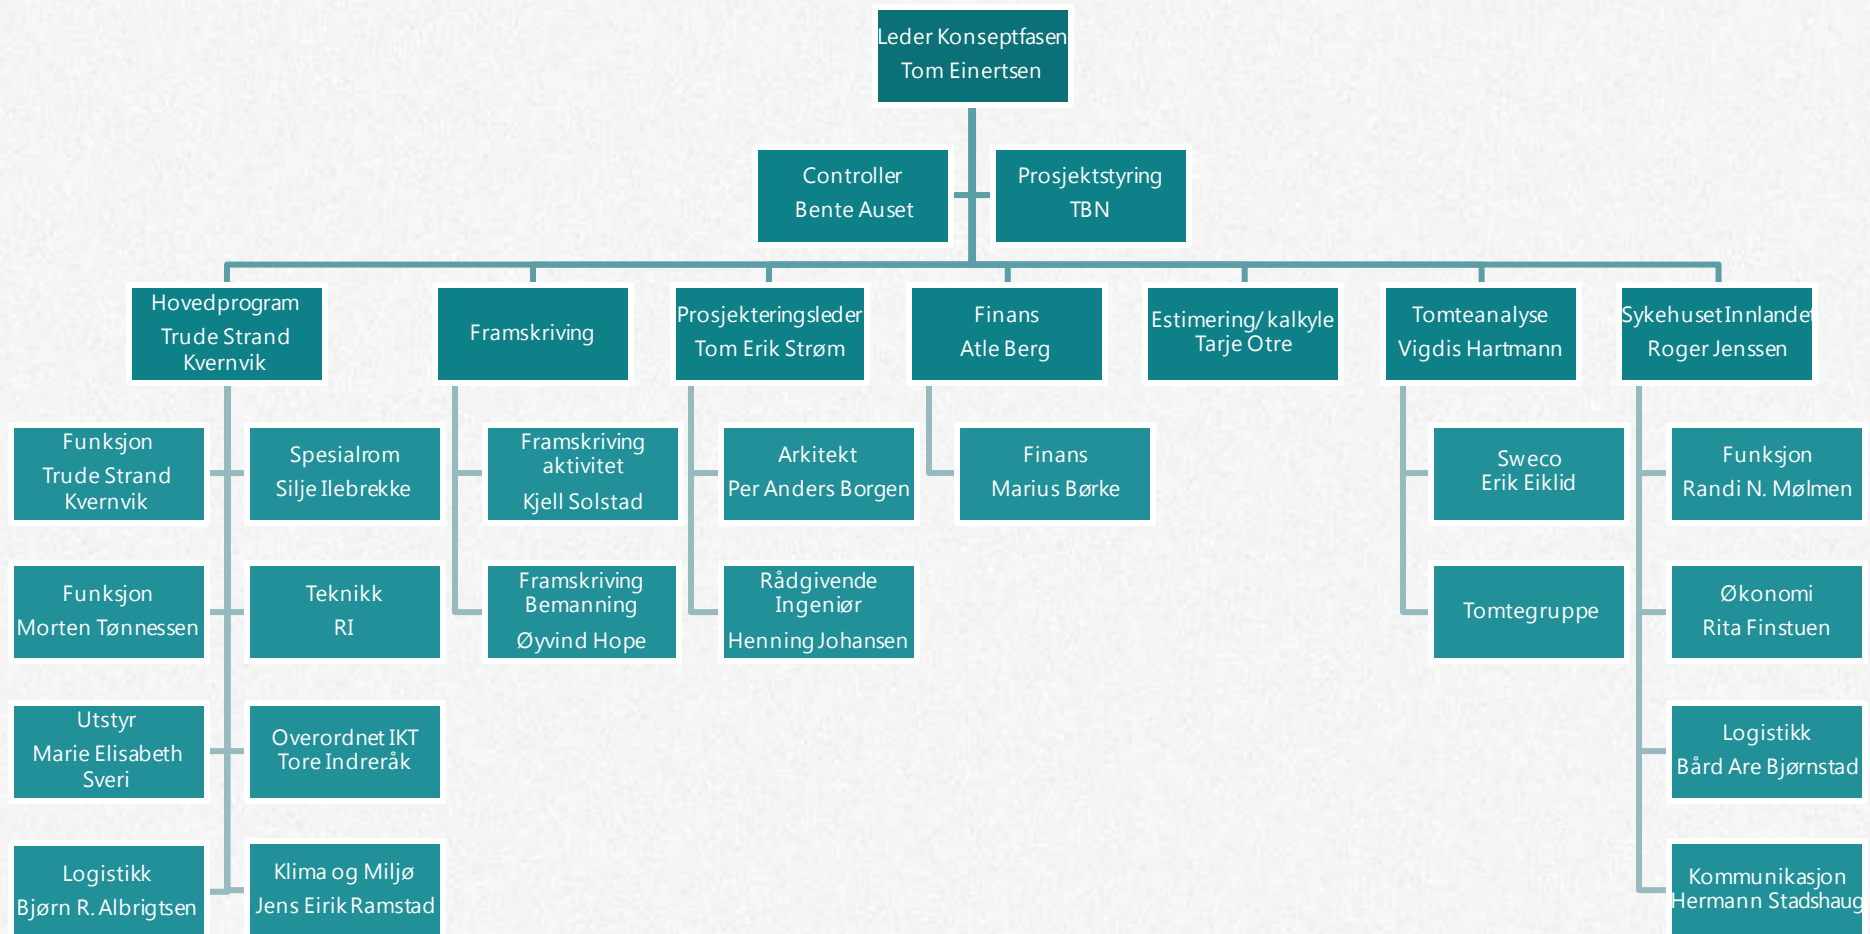 Leder Konseptfasen
Tom Einertsen
Controller
Bente Auset
Prosjektstyring
TBN
Hovedprogram
Trude Strand
Kvernvik
Framskriving
Prosjekteringsleder
Tom Erik Strøm
Finans
Atle Berg
Estimering/ kalkyle
Tarje Otre
Tomteanalyse
Vigdis Hartmann
Sykehuset Innlandet
Roger Jenssen
Funksjon
Trude Strand
Kvernvik
Spesialrom
Silje Ilebrekke
Funksjon
Morten Tønnessen
Teknikk
RI
Utstyr
Marie Elisabeth
Sveri
Overordnet IKT
Tore Indreråk
Logistikk
Bjørn R. Albrigtsen
Klima og Miljø
Jens Eirik Ramstad
Framskriving
aktivitet
Kjell Solstad
Framskriving
Bemanning
Øyvind Hope
Arkitekt
Per Anders Borgen
Rådgivende
Ingeniør
Henning Johansen
Finans
Marius Børke
Sweco
Erik Eiklid
Tomtegruppe
Funksjon
Randi N. Mølmen
Økonomi
Rita Finstuen
Logistikk
Bård Are Bjørnstad
Kommunikasjon
Hermann Stadshaug